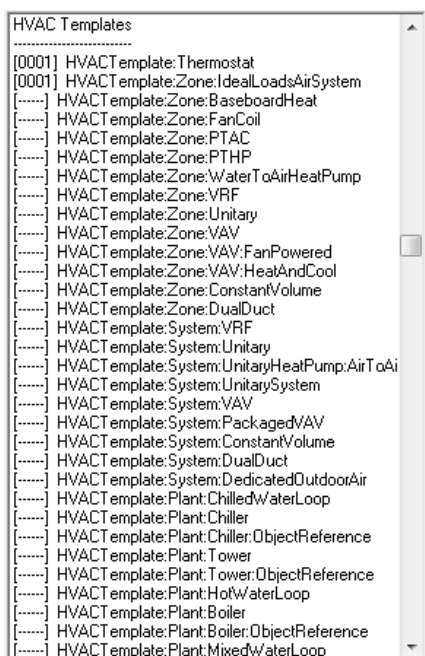 HVAC Templates
--------------------------
[0001] HVACTemplate:Thermostat
[0001] HVACTemplate:Zone:IdealLoadsAirSystem
[------] HVACTemplate:Zone:BaseboardHeat
[------] HVACTemplate:Zone:FanCoil
[------] HVACTemplate:Zone:PTAC
[------] HVACTemplate:Zone:PTHP
[------] HVACTemplate:Zone:WaterToAirHeatPump
[------] HVACTemplate:Zone:VRF
[------] HVACTemplate:Zone:Unitary
[------] HVACTemplate:Zone:VAV
[------] HVACTemplate:Zone:VAV:FanPowered
[------] HVACTemplate:Zone:VAV:HeatAndCool
[------] HVACTemplate:Zone:ConstantVolume
[------] HVACTemplate:Zone:DualDuct
[------] HVACTemplate:System:VRF
[------] HVACTemplate:System:Unitary
[------] HVACTemplate:System:UnitaryHeatPump:AirToAi
[------] HVACTemplate:System:UnitarySystem
[------] HVACTemplate:System:VAV
[------] HVACTemplate:System:PackagedVAV
[------] HVACTemplate:System:ConstantVolume
[------] HVACTemplate:System:DualDuct
[------] HVACTemplate:System:DedicatedOutdoorAir
[------] HVACTemplate:Plant:ChilledWaterLoop
[------] HVACTemplate:Plant:Chiller
[------] HVACTemplate:Plant:Chiller:ObjectReference
[------] HVACTemplate:Plant:Tower
[------] HVACTemplate:Plant:Tower:ObjectReference
[------] HVACTemplate:Plant:HotWaterLoop
[------] HVACTemplate:Plant:Boiler
[------] HVACTemplate:Plant:Boiler:ObjectReference
[------] HVACTemplate:Plant:MixedWaterLoop